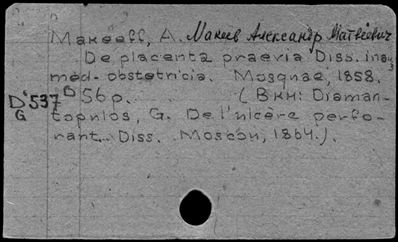 Makeeff, A. Макеев Александр Матвеевич
De placenta praevia Diss. inaug
med.-obstetricia. Mosquae, 1858.
D 537 56 p. (Вкн: Diaman-
G topulos, G. De l'ulcère perfo-
rant. Diss. Moscou, 1864.).